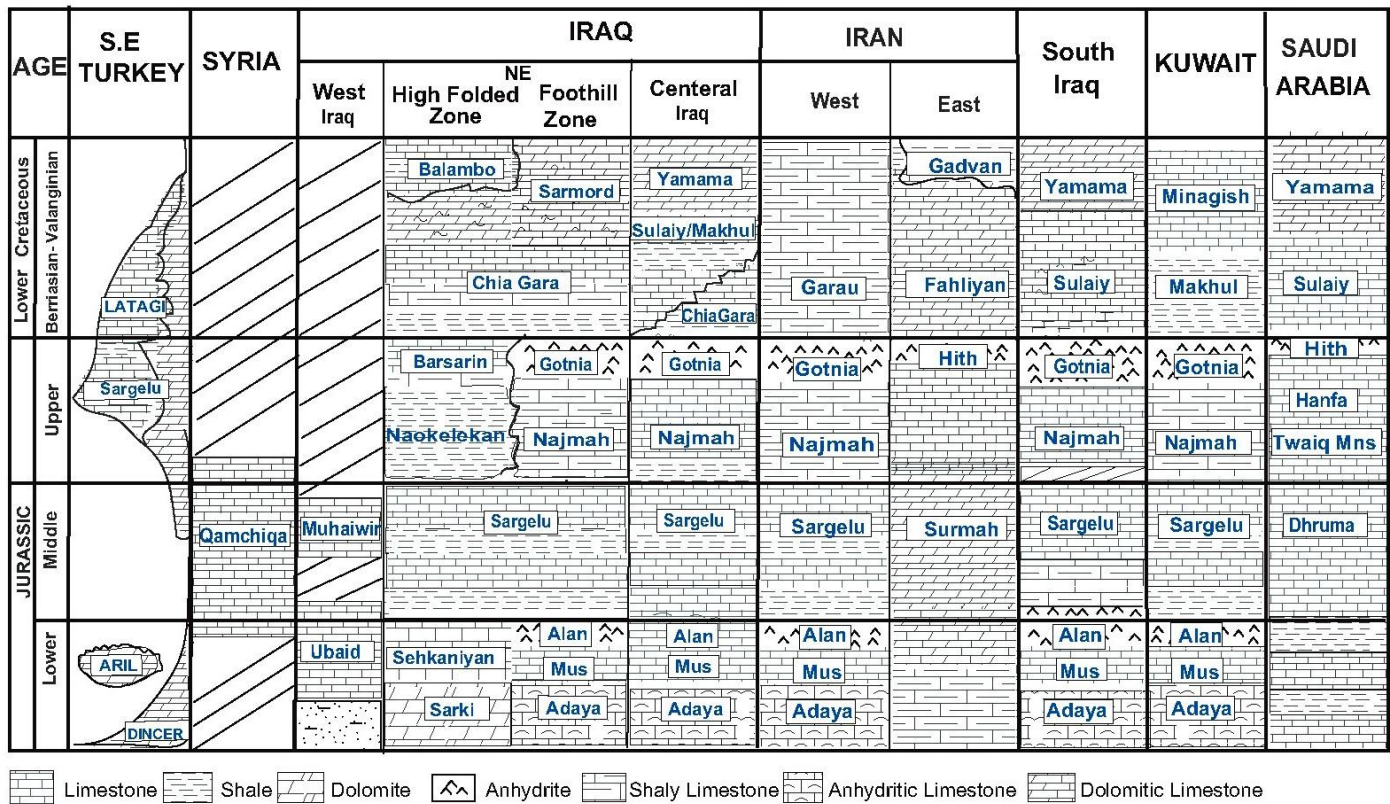 AGE
S.E
TURKEY
SYRIA
IRAQ
West
Iraq
NE
High Folded
Zone
Foothill
Zone
Centeral
Iraq
IRAN
West
East
South
Iraq
KUWAIT
SAUDI
ARABIA
Lower Cretaceous
Berriasian- Valanginian
LATAGI
Balambo
Sarmord
Chia Gara
Yamama
Sulaiy/Makhul
ChiaGara
Garau
Gadvan
Fahliyan
Yamama
Sulaiy
Minagish
Makhul
Yamama
Sulaiy
JURASSIC
Upper
Sargelu
Barsarin
Naokelekan
Gotnia
Najmah
Gotnia
Najmah
Gotnia
Najmah
Hith
Gotnia
Najmah
Gotnia
Najmah
Hith
Hanfa
Twaiq Mns
Middle
Qamchiqa
Muhaiwir
Sargelu
Sargelu
Sargelu
Surmah
Sargelu
Sargelu
Dhruma
Lower
ARIL
DINCER
Ubaid
Sehkaniyan
Sarki
Alan
Mus
Adaya
Alan
Mus
Adaya
Alan
Mus
Adaya
Alan
Mus
Adaya
Alan
Mus
Adaya
Limestone
Shale
Dolomite
Anhydrite
Shaly Limestone
Anhydritic Limestone
Dolomitic Limestone